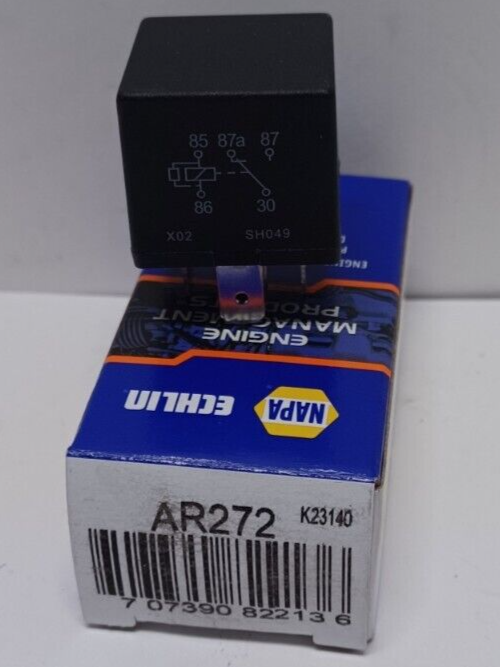 85 87a 87
86 30
X02 SH049
ENGINE
MANAGEMENT
PRODUCTS
NAPA ECHLIN
AR272 K23140
7 07390 82213 6